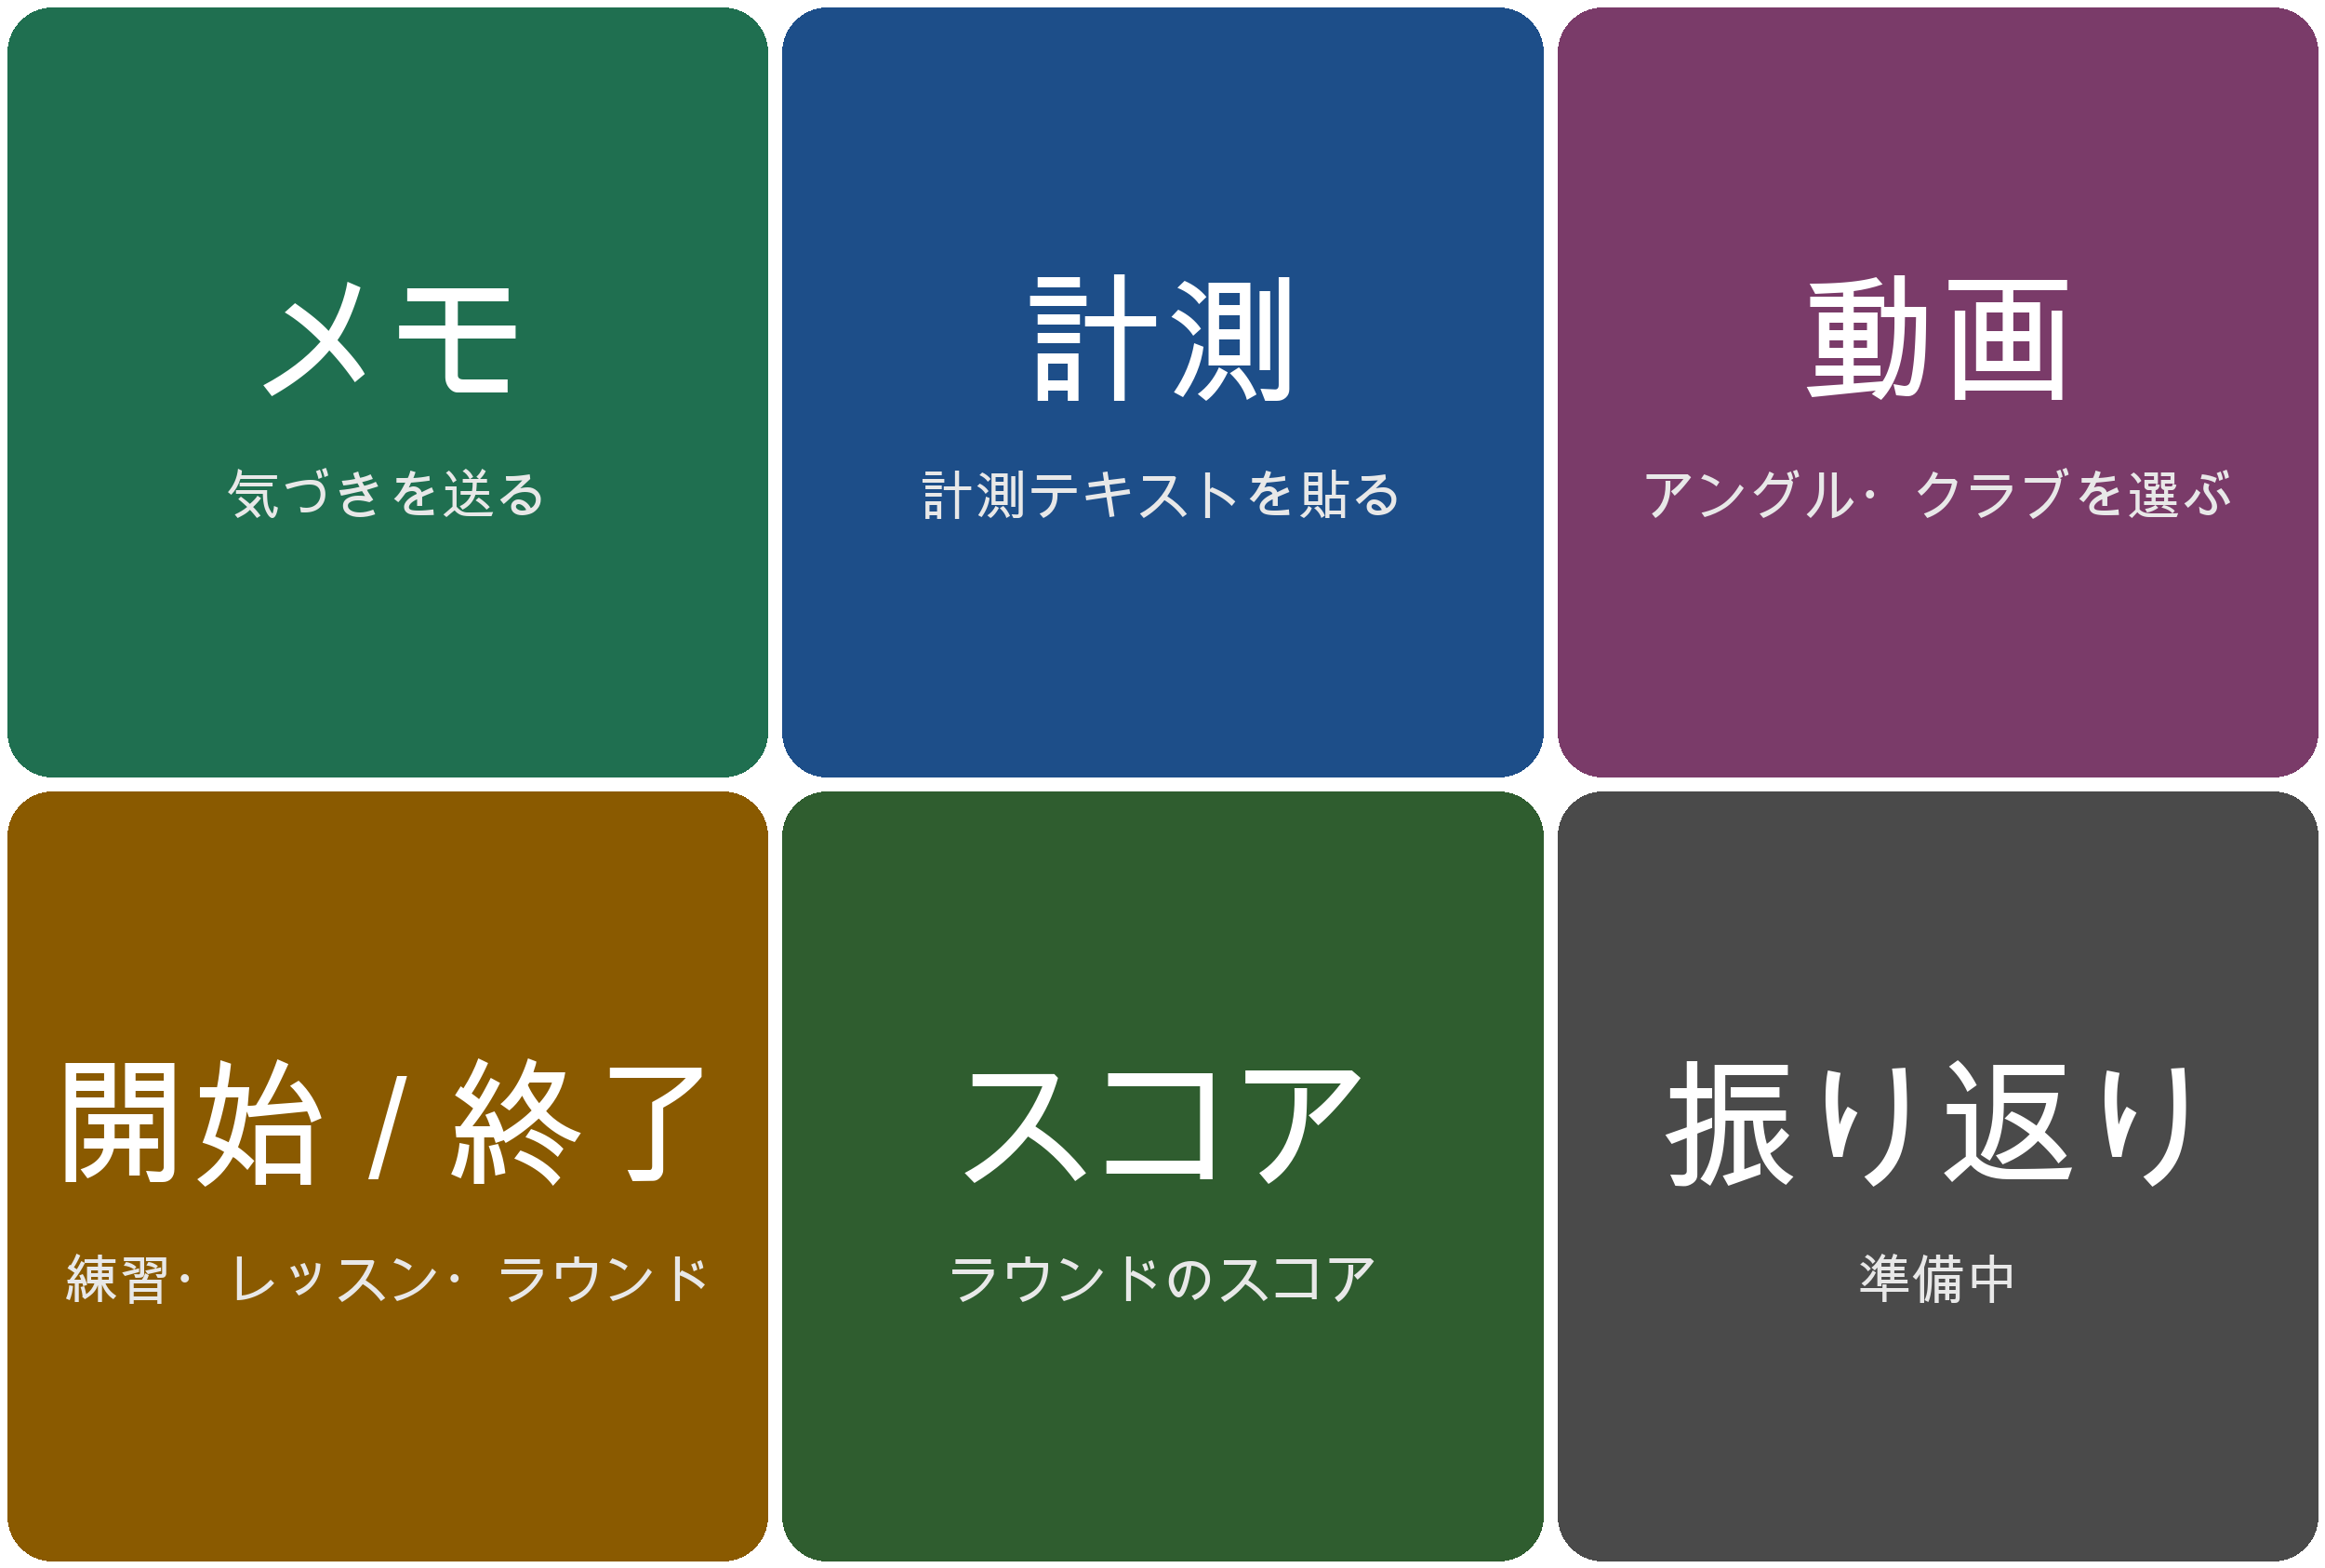 メモ
気づきを送る
計測
計測テキストを貼る
動画
アングル・クラブを選ぶ
開始 / 終了
練習・レッスン・ラウンド
スコア
ラウンドのスコア
振り返り
準備中